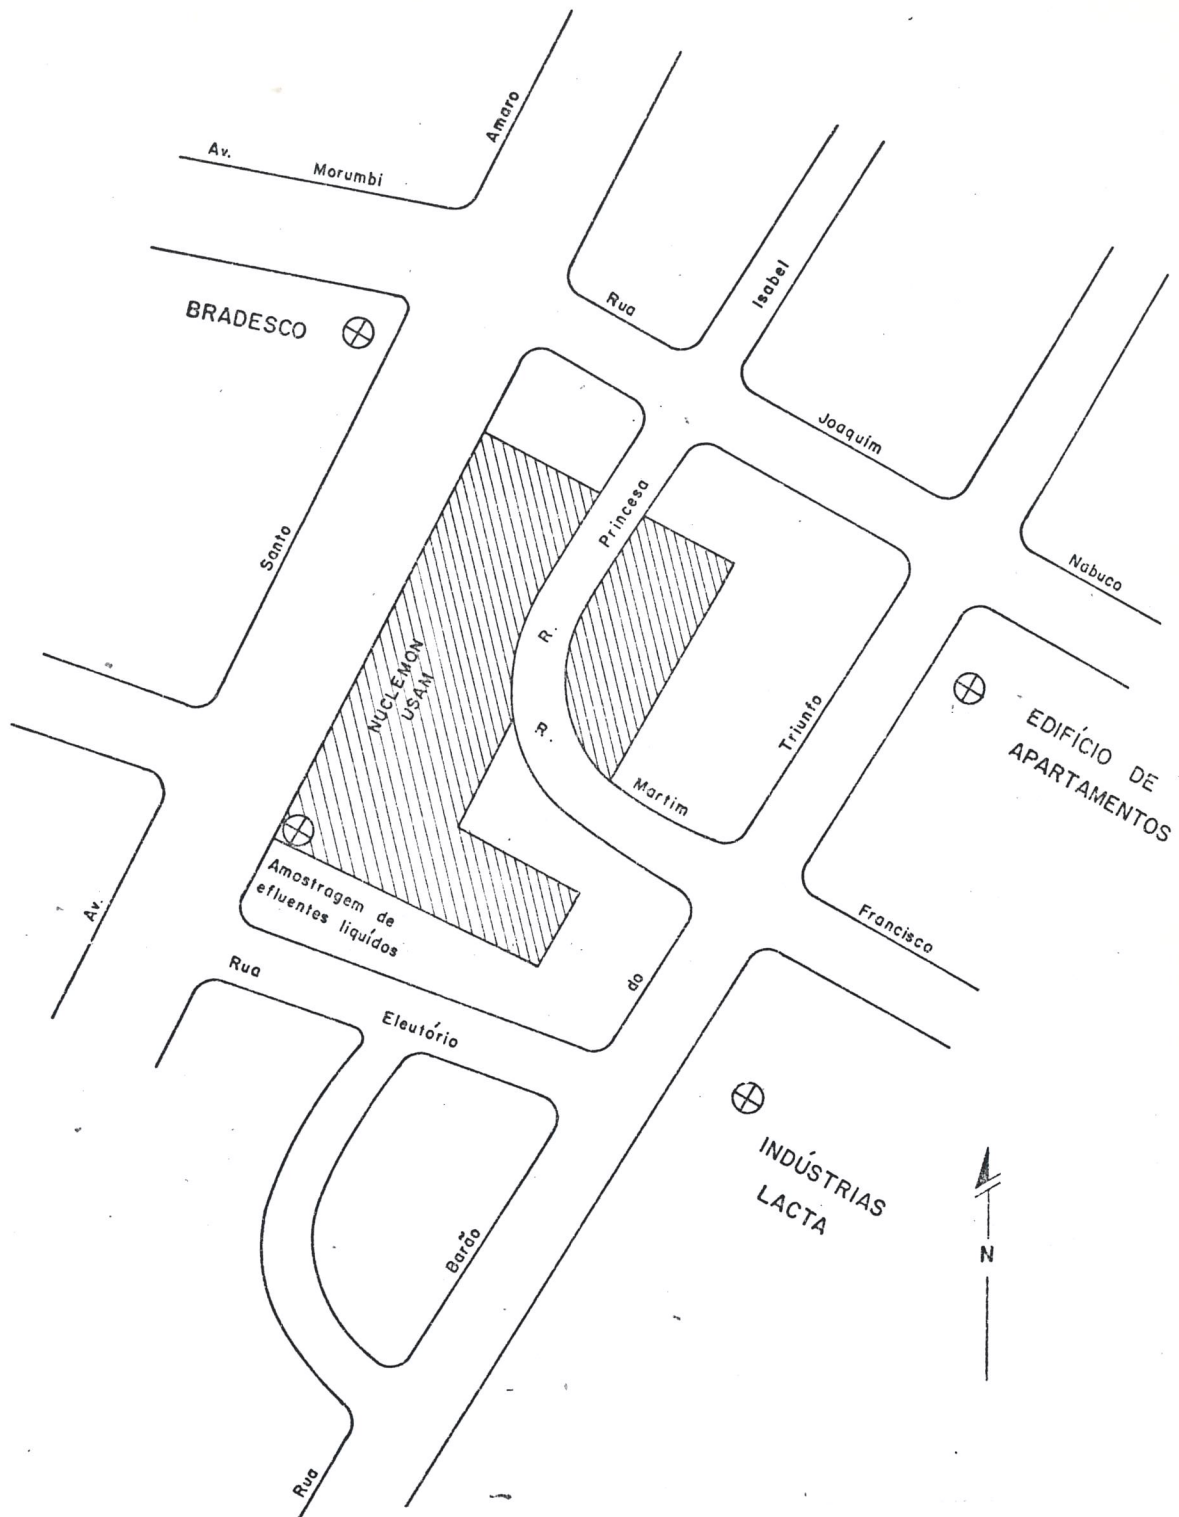 Av. Morumbi
Amaro
BRADESCO
Rua
Isabel
Joaquim
Nabuco
Santo
Princesa
R.
R.
NUCLEMON
USAM
Triunfo
Martim
EDIFÍCIO DE
APARTAMENTOS
Amostragem de
efluentes liquídos
Av.
Francisco
do
Rua
Eleutório
INDÚSTRIAS
LACTA
N
Barão
Rua